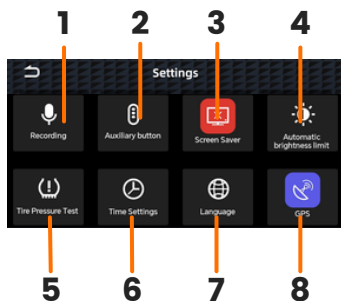 1 2 3 4
Settings
Recording Auxiliary button Screen Saver Automatic
brightness limit
Tire Pressure Test Time Settings Language GPS
5 6 7 8